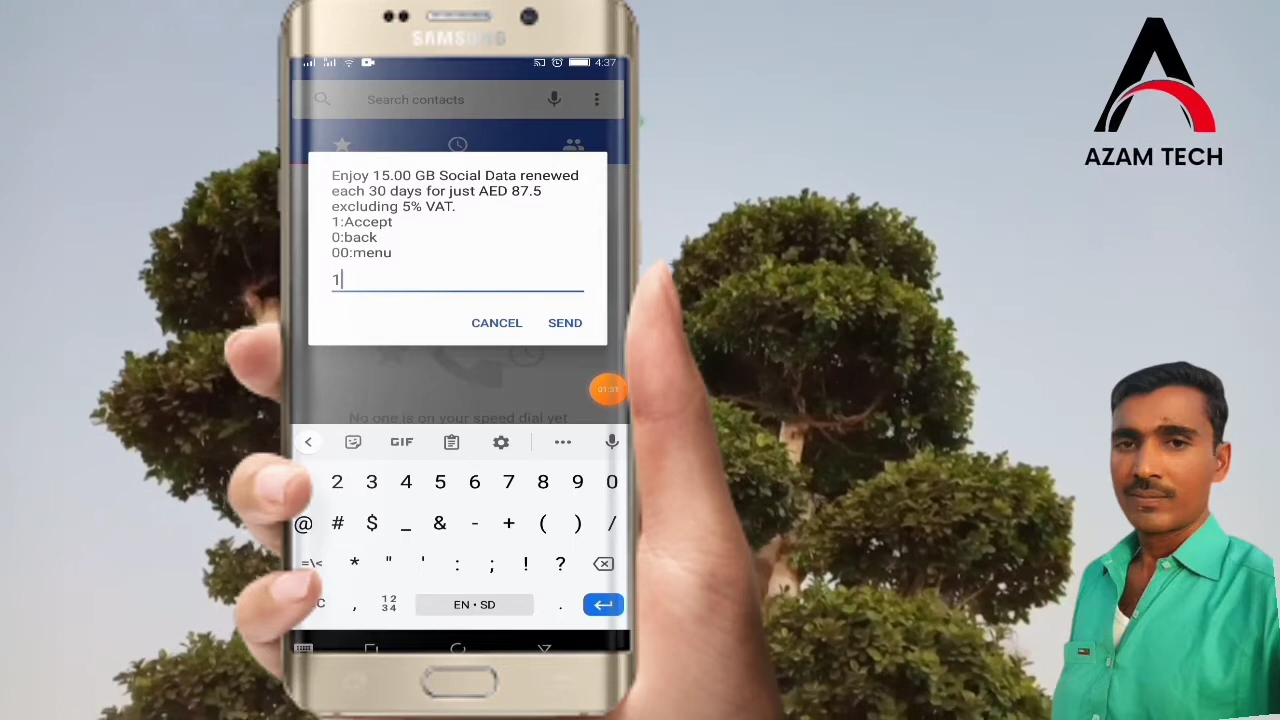 SAMSUNG
4:37
Search contacts
Enjoy 15.00 GB Social Data renewed
each 30 days for just AED 87.5
excluding 5% VAT.
1:Accept
0:back
00:menu
1
CANCEL SEND
01:31
No one is on your speed dial yet
GIF
2 3 4 5 6 7 8 9 0
@ # $ _ & - + ( ) /
=\< * " ' : ; ! ?
C , 12 34 EN • SD .
AZAM TECH